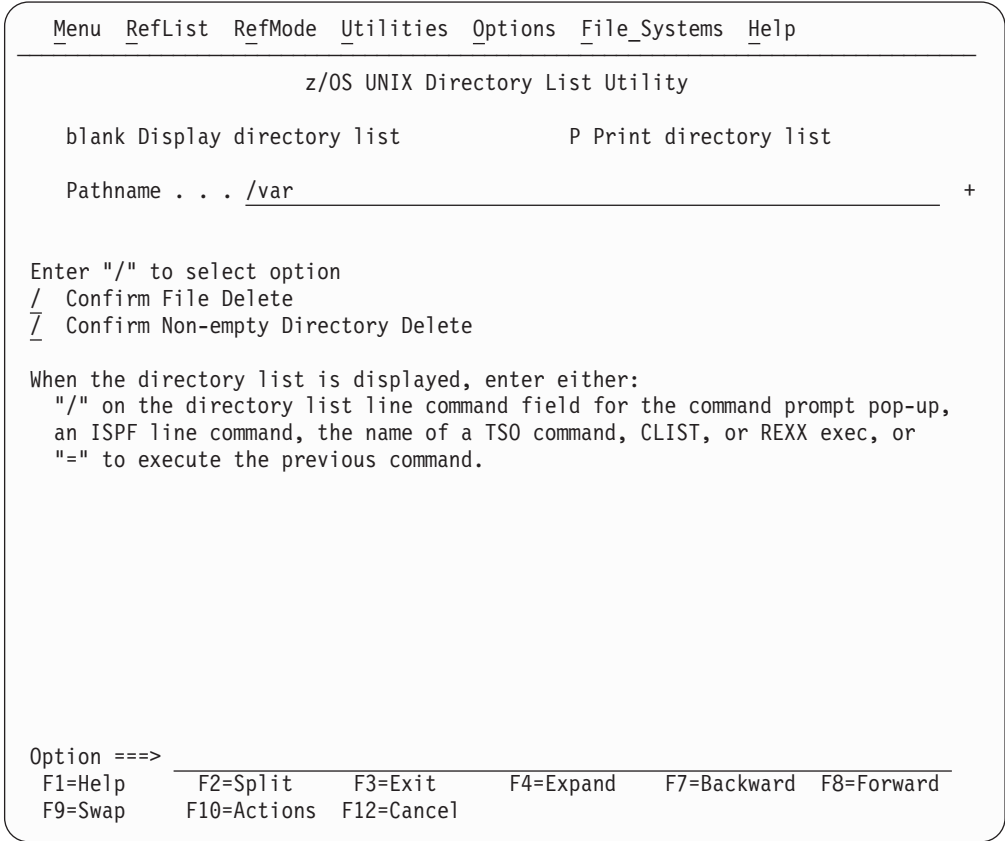 Menu RefList RefMode Utilities Options File_Systems Help
z/OS UNIX Directory List Utility
blank Display directory list P Print directory list
Pathname . . . /var +
Enter "/" to select option
/ Confirm File Delete
/ Confirm Non-empty Directory Delete
When the directory list is displayed, enter either:
"/" on the directory list line command field for the command prompt pop-up,
an ISPF line command, the name of a TSO command, CLIST, or REXX exec, or
"=" to execute the previous command.
Option ===>
F1=Help F2=Split F3=Exit F4=Expand F7=Backward F8=Forward
F9=Swap F10=Actions F12=Cancel